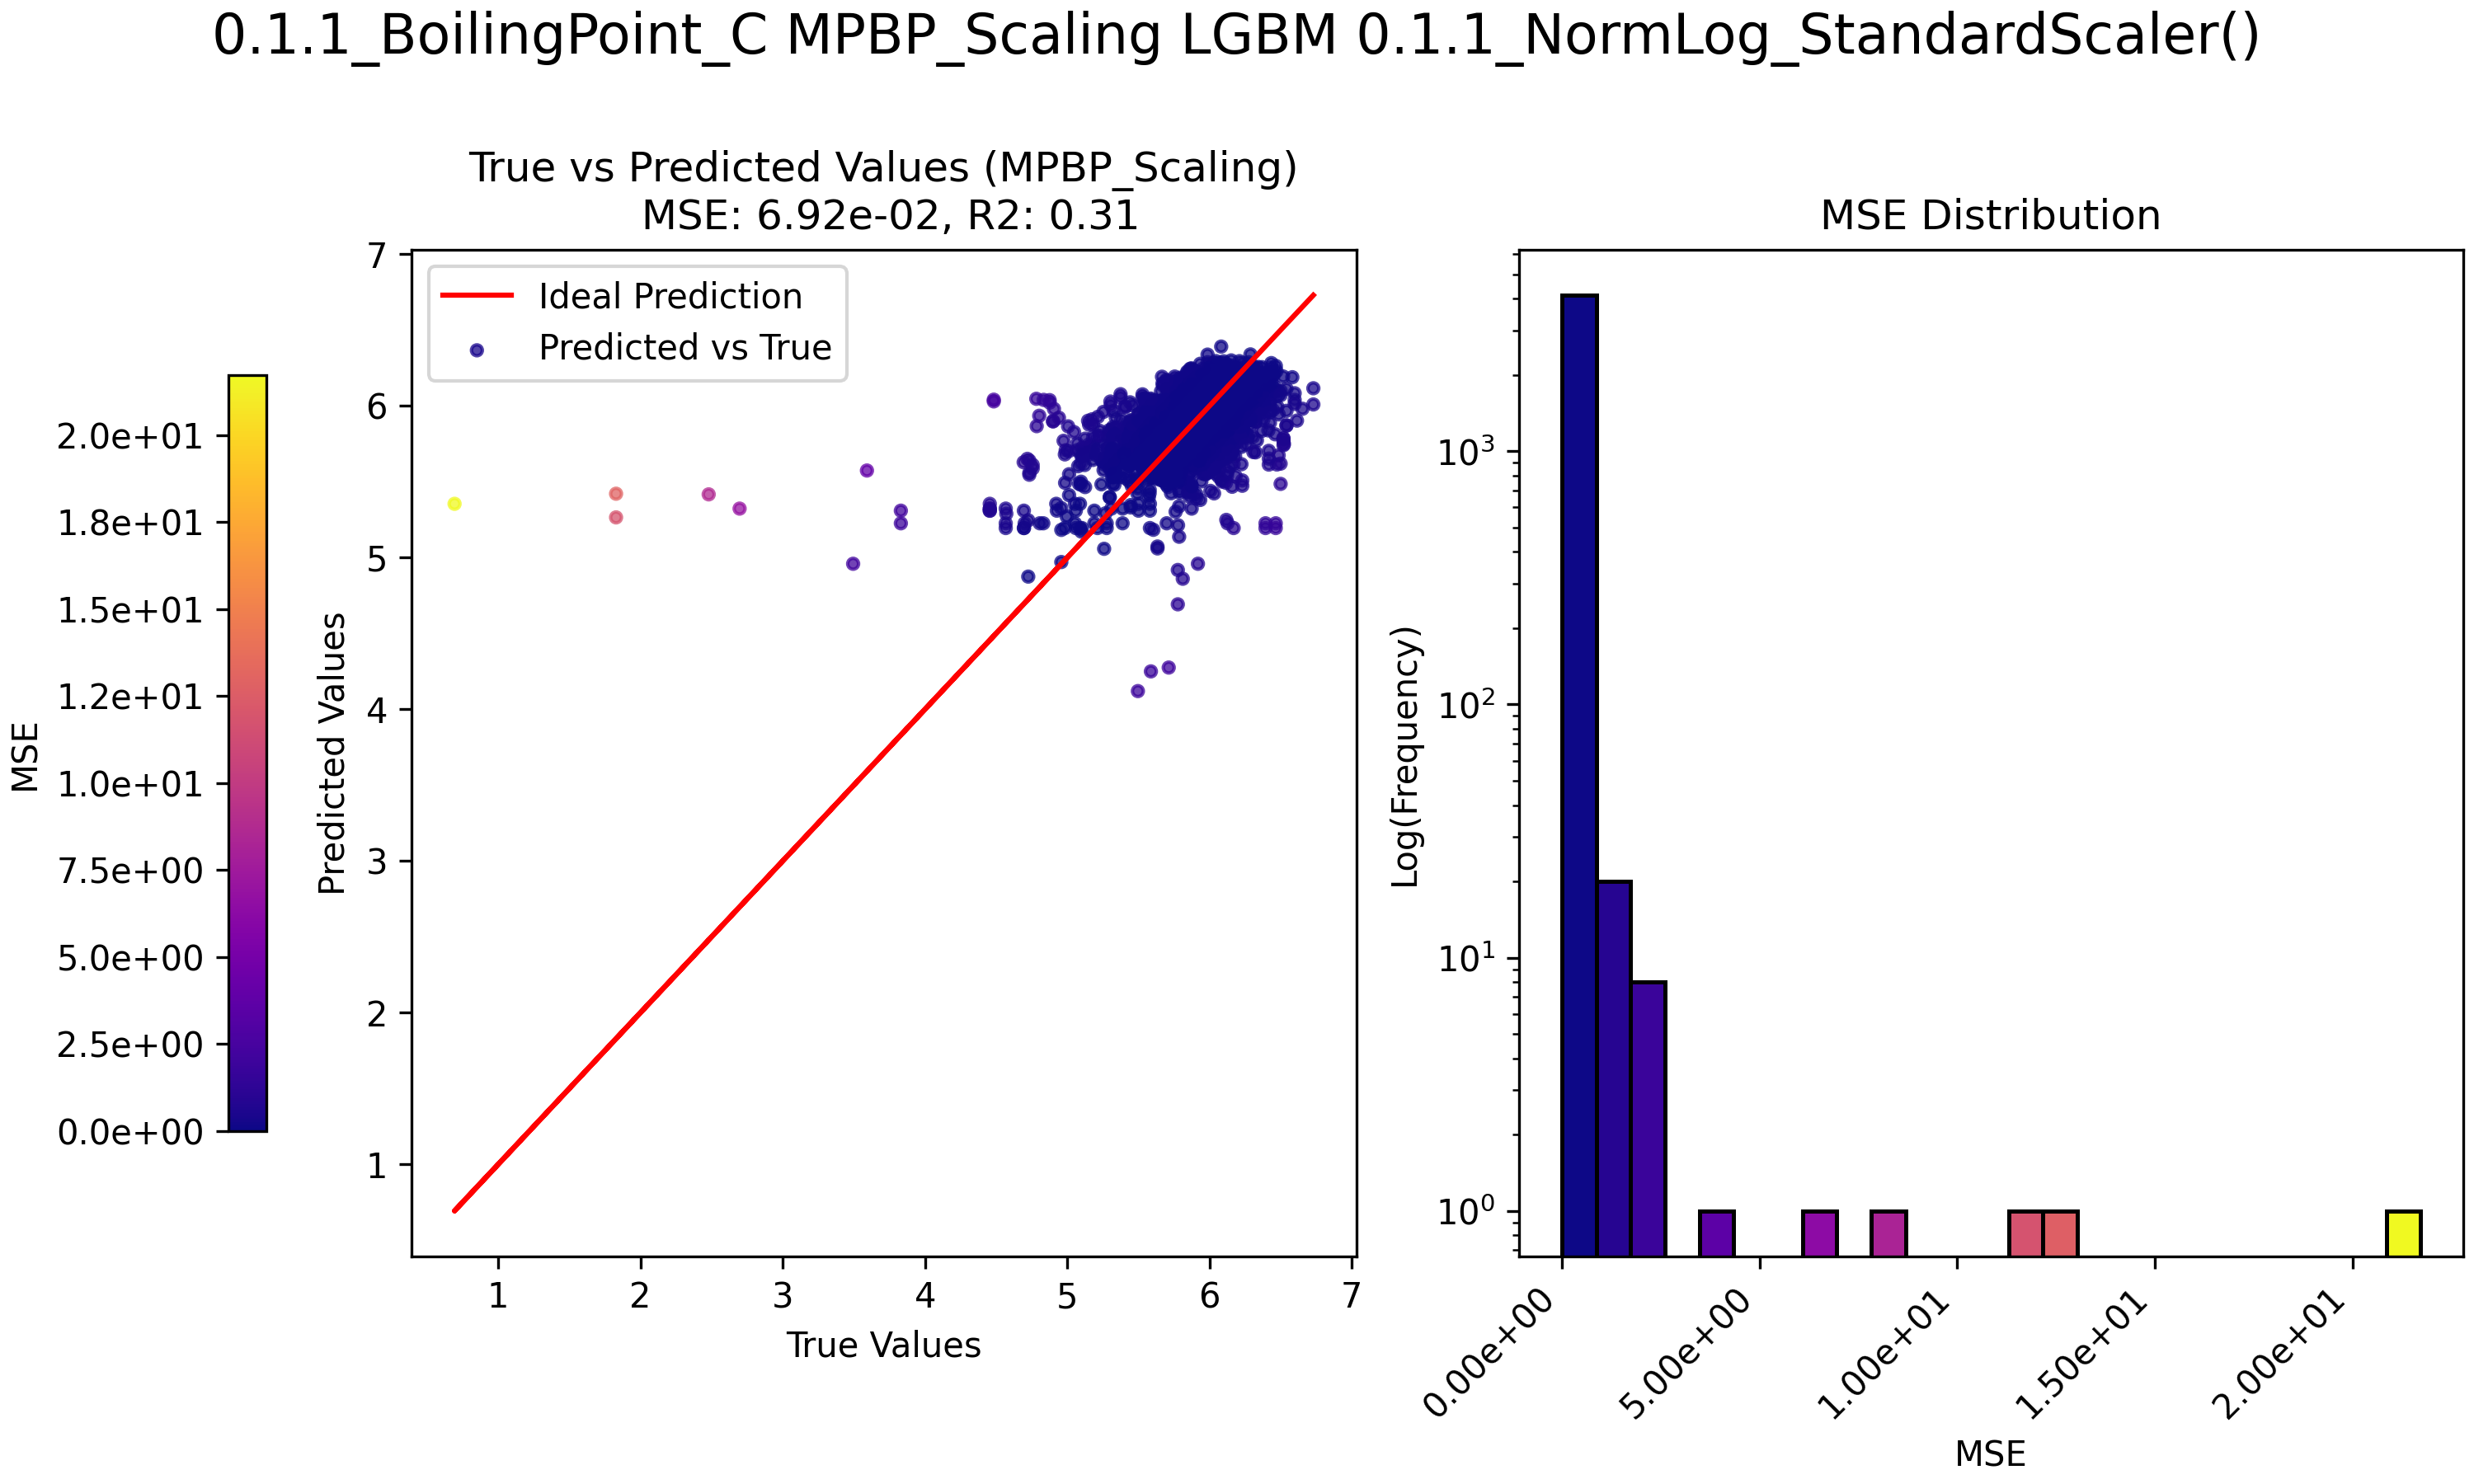 0.1.1_BoilingPoint_C MPBP_Scaling LGBM 0.1.1_NormLog_StandardScaler()
True vs Predicted Values (MPBP_Scaling)
MSE: 6.92e-02, R2: 0.31
Ideal Prediction
Predicted vs True
MSE
2.0e+01
1.8e+01
1.5e+01
1.2e+01
1.0e+01
7.5e+00
5.0e+00
2.5e+00
0.0e+00
Predicted Values
7
6
5
4
3
2
1
1 2 3 4 5 6 7
True Values
MSE Distribution
Log(Frequency)
10³
10²
10¹
10⁰
0.00e+00 5.00e+00 1.00e+01 1.50e+01 2.00e+01
MSE